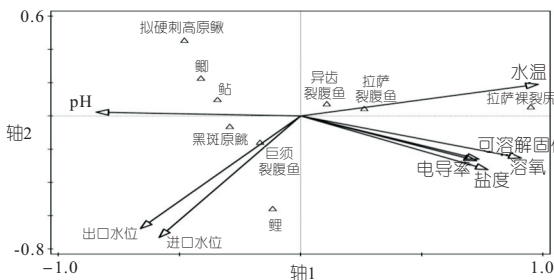 0.6
拟硬刺高原鳅
鲫
鲇
pH
异齿
裂腹鱼
拉萨
裂腹鱼
水温
拉萨裸裂尻
轴2
黑斑原鮡
巨须
裂腹鱼
可溶解固体
电导率
溶氧
盐度
鲤
出口水位
进口水位
-0.8
-1.0
轴1
1.0